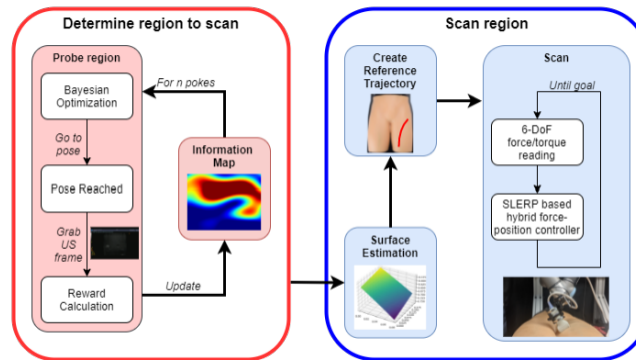 Determine region to scan
Probe region
For n pokes
Bayesian
Optimization
Go to
pose
Pose Reached
Grab
US
frame
Reward
Calculation
Update
Information
Map
Scan region
Create
Reference
Trajectory
Surface
Estimation
Scan
Until goal
6-DoF
force/torque
reading
SLERP based
hybrid force-
position controller